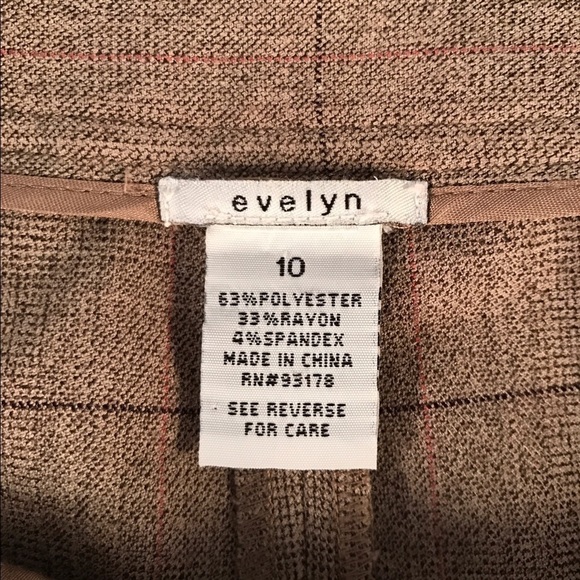 evelyn
10
63%POLYESTER
33%RAYON
4%SPANDEX
MADE IN CHINA
RN#93178
SEE REVERSE
FOR CARE